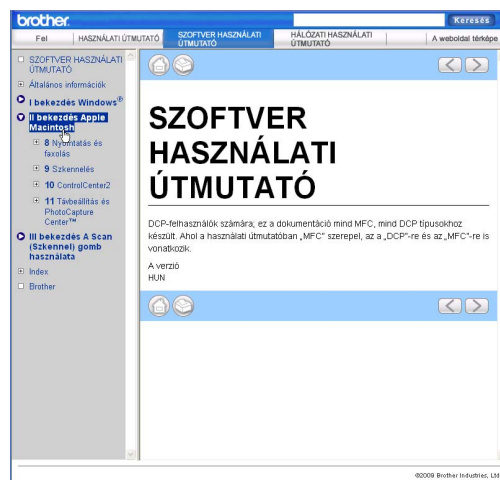 brother
Keresés
Fel
HASZNÁLATI ÚTMUTATÓ
SZOFTVER HASZNÁLATI
ÚTMUTATÓ
HÁLÓZATI HASZNÁLATI
ÚTMUTATÓ
A weboldal térképe
SZOFTVER HASZNÁLATI
ÚTMUTATÓ
Általános információk
I bekezdés Windows®
II bekezdés Apple
Macintosh
8 Nyomtatás és
faxolás
9 Szkennelés
10 ControlCenter2
11 Távbeállítás és
PhotoCapture
Center™
III bekezdés A Scan
(Szkennel) gomb
használata
Index
Brother
SZOFTVER
HASZNÁLATI
ÚTMUTATÓ
DCP-felhasználók számára; ez a dokumentáció mind MFC, mind DCP típusokhoz
készült. Ahol a használati útmutatóban „MFC" szerepel, az a „DCP"-re és az „MFC"-re is
vonatkozik.
A verzió
HUN
©2009 Brother Industries, Ltd